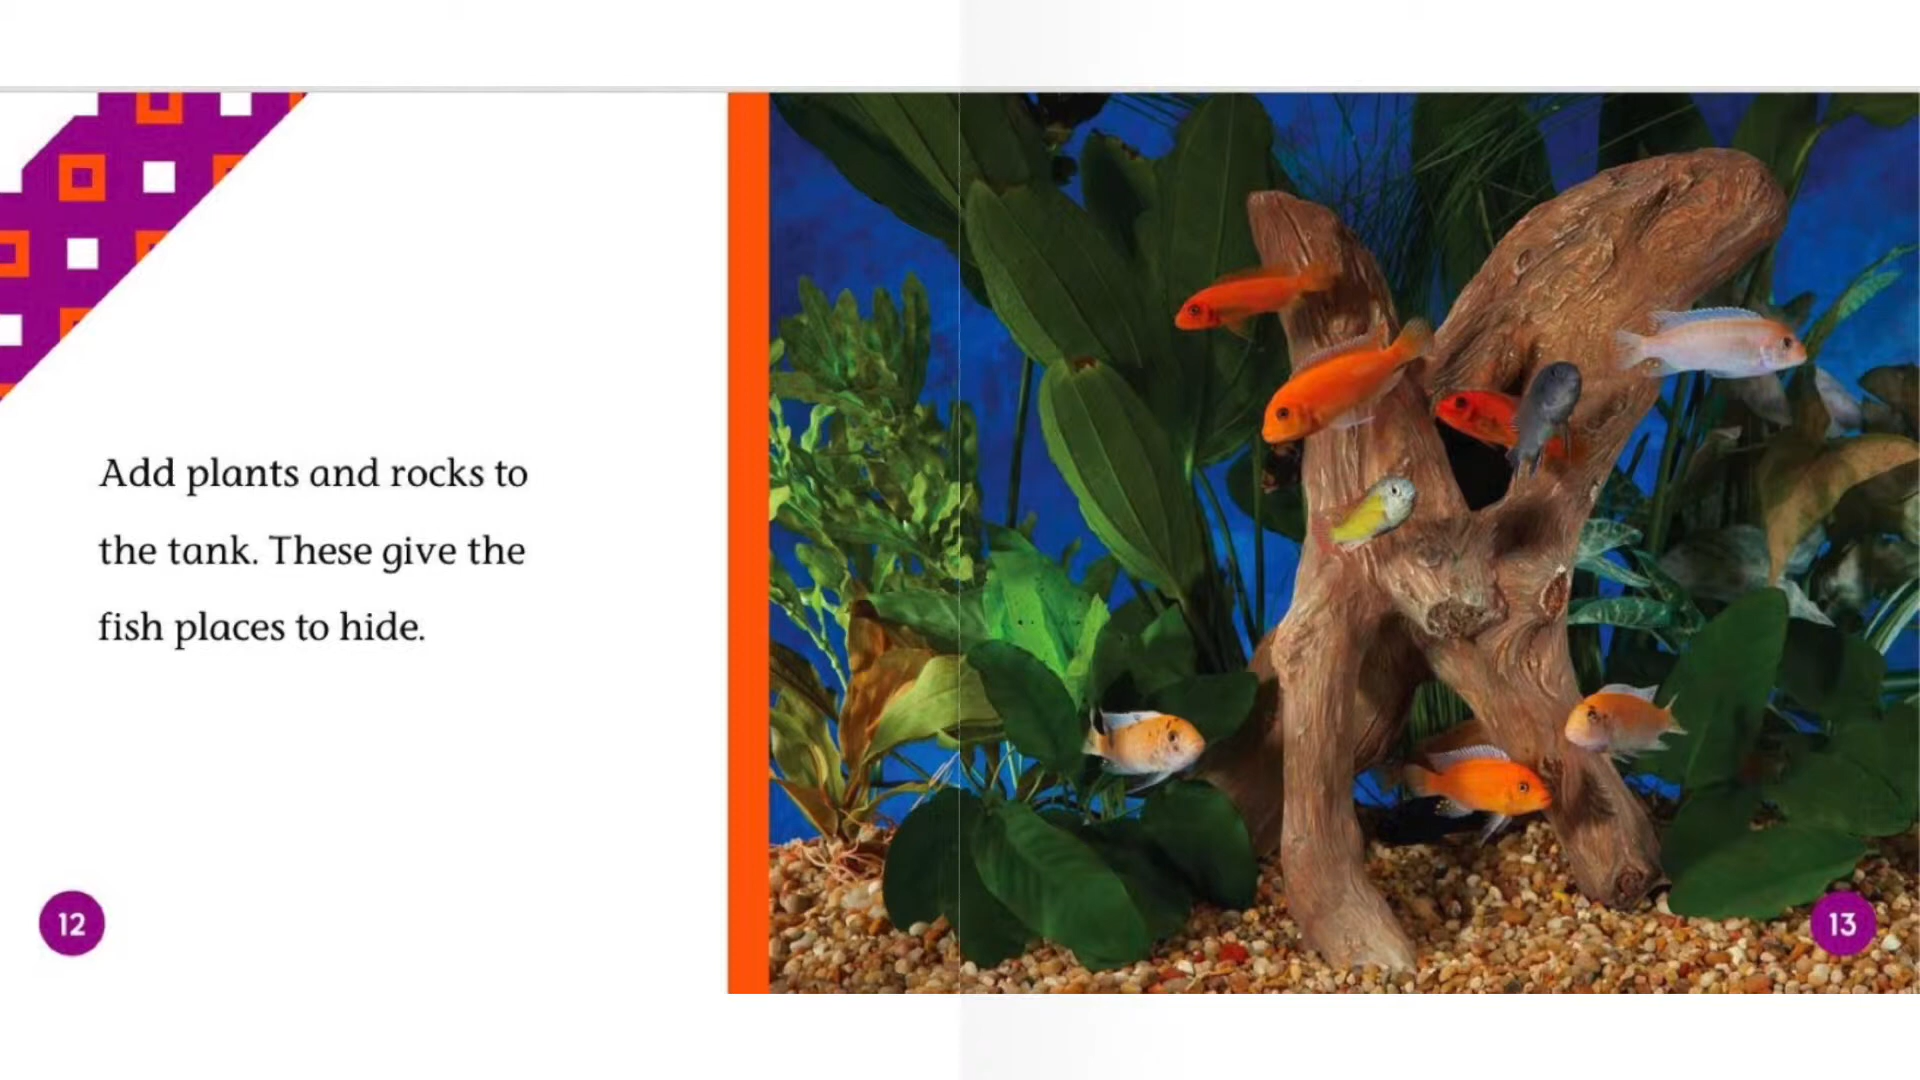 Add plants and rocks to
the tank. These give the
fish places to hide.
12
13